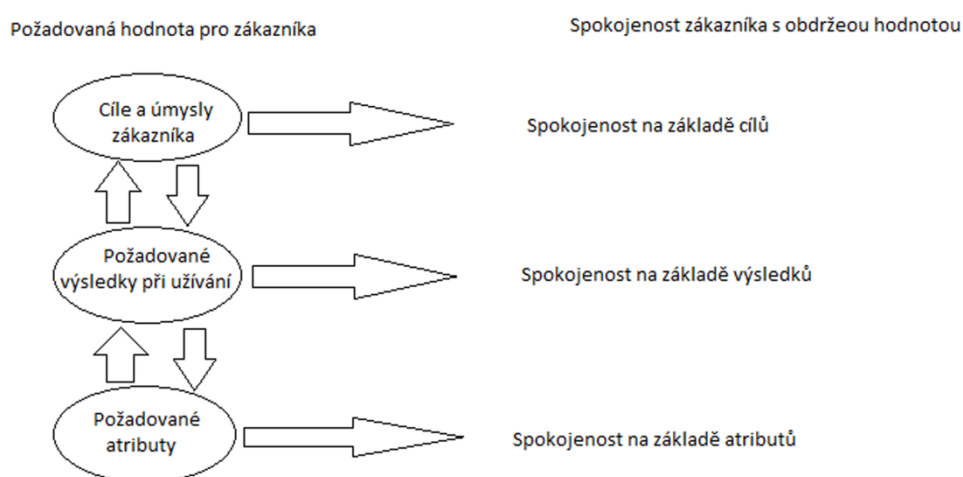 Požadovaná hodnota pro zákazníka
Spokojenost zákazníka s obdržeou hodnotou
Cíle a úmysly
zákazníka
Spokojenost na základě cílů
Požadované
výsledky při užívání
Spokojenost na základě výsledků
Požadované
atributy
Spokojenost na základě atributů